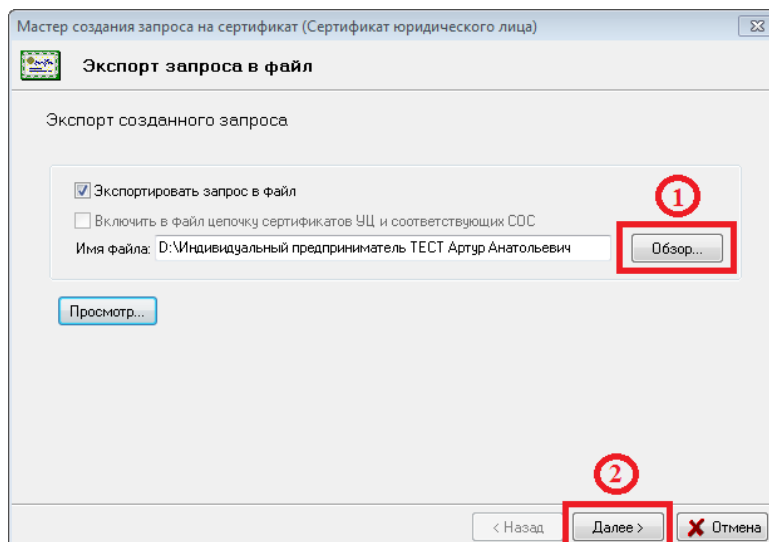 Мастер создания запроса на сертификат (Сертификат юридического лица)
Экспорт запроса в файл
Экспорт созданного запроса
Экспортировать запрос в файл
1
Включить в файл цепочку сертификатов УЦ и соответствующих СОС
Имя файла: D:\Индивидуальный предприниматель ТЕСТ Артур Анатольевич Обзор...
Просмотр...
2
< Назад Далее > Отмена